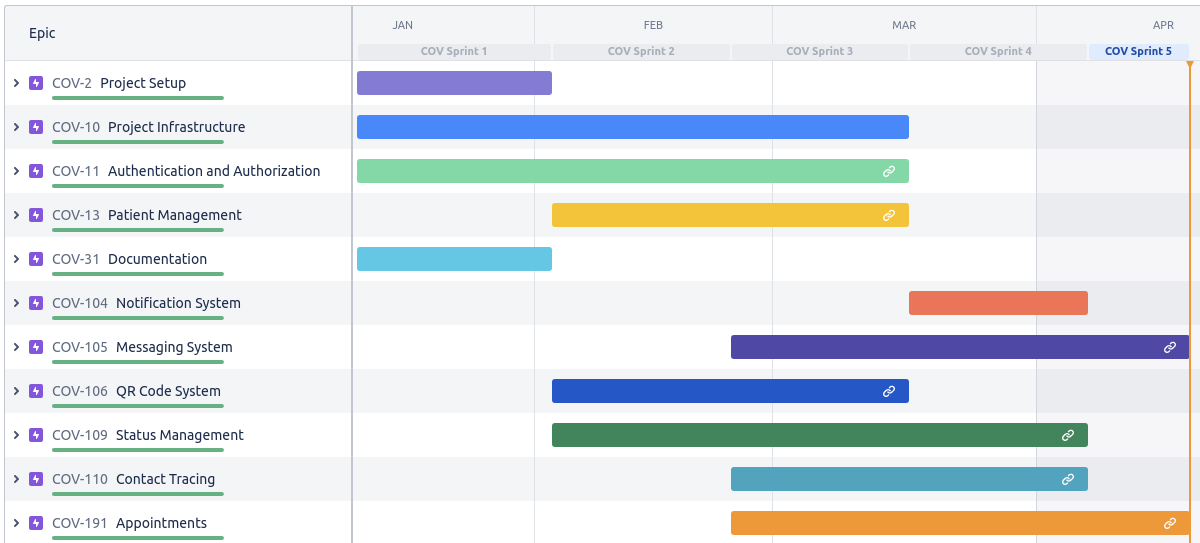 Epic
JAN FEB MAR APR
COV Sprint 1 COV Sprint 2 COV Sprint 3 COV Sprint 4 COV Sprint 5
COV-2 Project Setup
COV-10 Project Infrastructure
COV-11 Authentication and Authorization
COV-13 Patient Management
COV-31 Documentation
COV-104 Notification System
COV-105 Messaging System
COV-106 QR Code System
COV-109 Status Management
COV-110 Contact Tracing
COV-191 Appointments